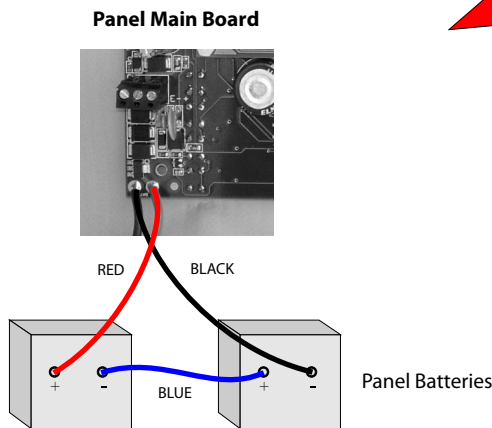 Panel Main Board
E - +
RED
BLACK
+
-
+
-
BLUE
Panel Batteries